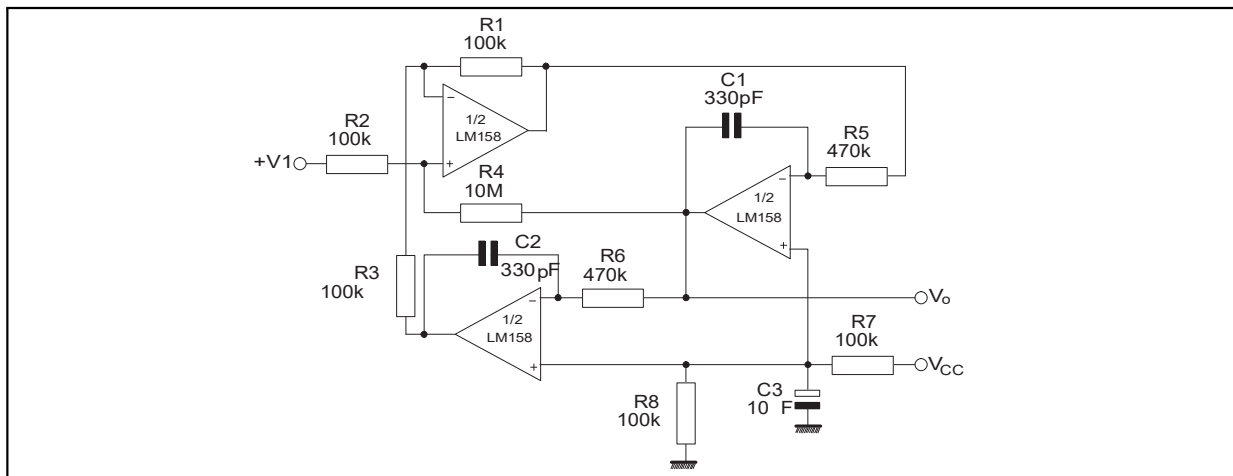 R1
100k
C1
330pF
R2
100k
1/2
LM158
R5
470k
+V1
R4
10M
1/2
LM158
C2
330pF
R6
470k
R3
100k
1/2
LM158
Vo
R7
100k
VCC
C3
10 F
R8
100k
−
+
−
+
−
+